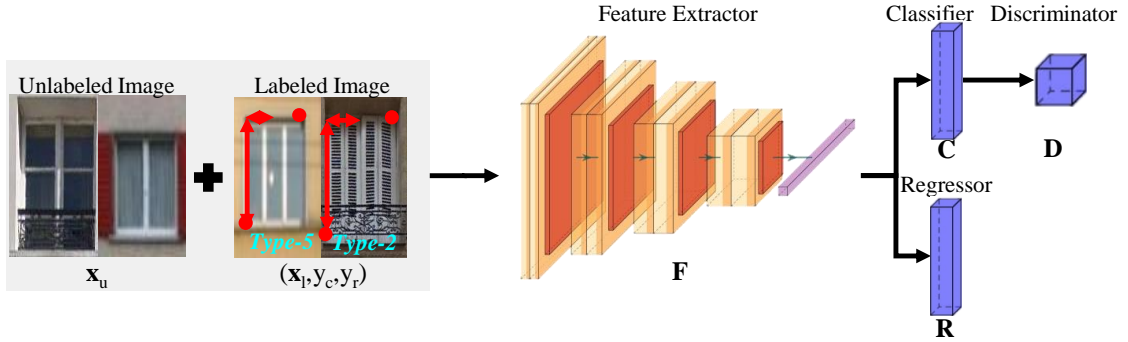 Feature Extractor
Classifier
Discriminator
Unlabeled Image
Labeled Image
Type-5
Type-2
x_u
(x_l,y_c,y_r)
F
C
D
Regressor
R